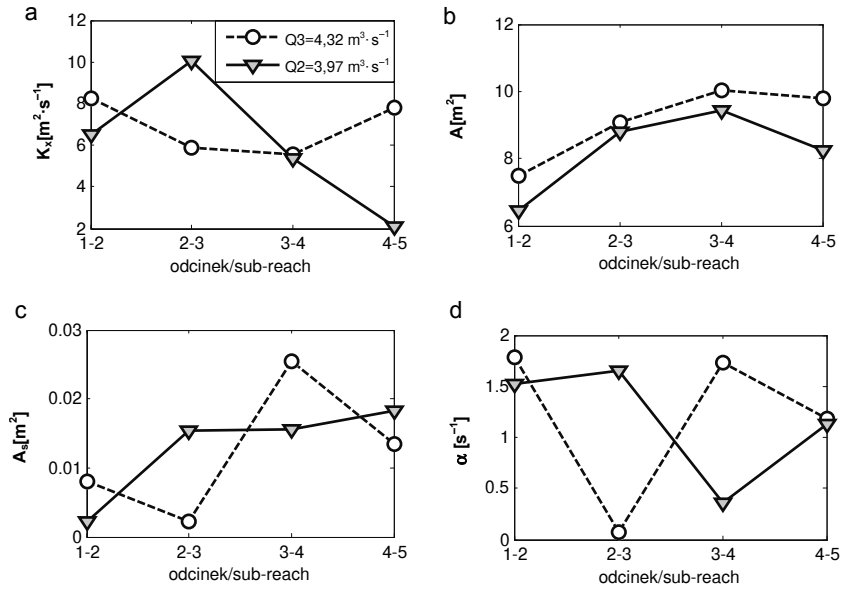 a
12
10
8
6
4
2
Kₓ[m²·s⁻¹]
Q3=4,32 m³·s⁻¹
Q2=3,97 m³·s⁻¹
1-2 2-3 3-4 4-5
odcinek/sub-reach
b
12
10
8
6
A[m²]
1-2 2-3 3-4 4-5
odcinek/sub-reach
c
0.03
0.02
0.01
0
Aₛ[m²]
1-2 2-3 3-4 4-5
odcinek/sub-reach
d
2
1.5
1
0.5
0
α [s⁻¹]
1-2 2-3 3-4 4-5
odcinek/sub-reach